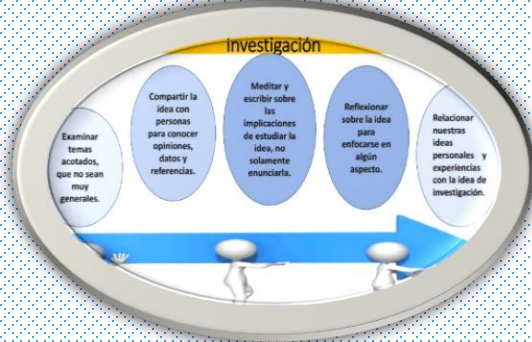 Investigación
Examinar
temas
acotados,
que no sean
muy
generales.
Compartir la
idea con
personas
para conocer
opiniones,
datos y
referencias.
Meditar y
escribir sobre
las
implicaciones
de estudiar la
idea, no
solamente
enunciarla.
Reflexionar
sobre la idea
para
enfocarse en
algún
aspecto.
Relacionar
nuestras
ideas
personales y
experiencias
con la idea de
investigación.